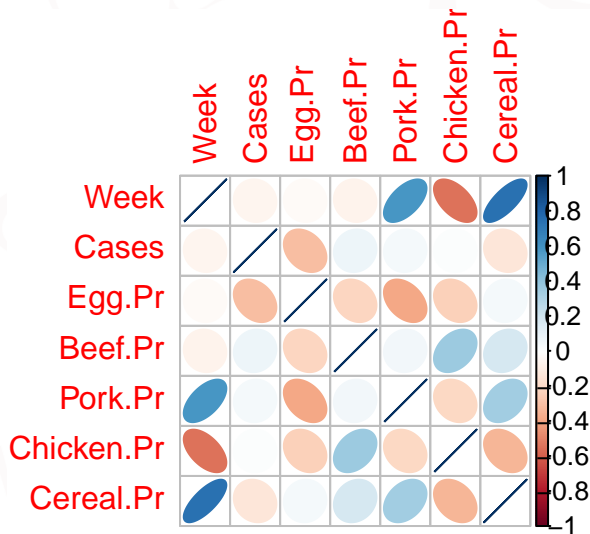 Week
Cases
Egg.Pr
Beef.Pr
Pork.Pr
Chicken.Pr
Cereal.Pr
Week
Cases
Egg.Pr
Beef.Pr
Pork.Pr
Chicken.Pr
Cereal.Pr
1
0.8
0.6
0.4
0.2
0
−0.2
−0.4
−0.6
−0.8
−1